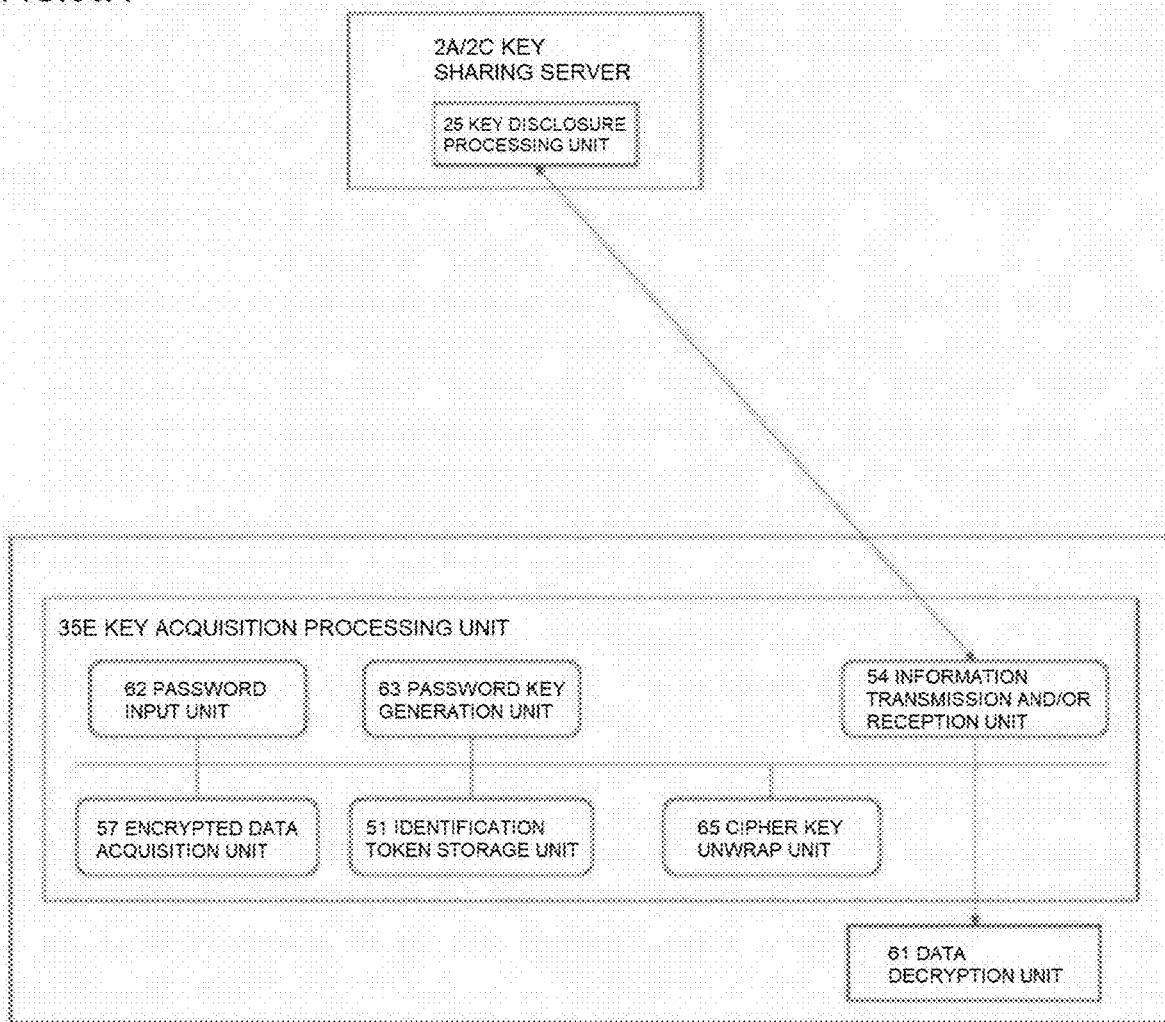 2A/2C KEY
SHARING SERVER
25 KEY DISCLOSURE
PROCESSING UNIT
35E KEY ACQUISITION PROCESSING UNIT
62 PASSWORD
INPUT UNIT
63 PASSWORD KEY
GENERATION UNIT
54 INFORMATION
TRANSMISSION AND/OR
RECEPTION UNIT
57 ENCRYPTED DATA
ACQUISITION UNIT
51 IDENTIFICATION
TOKEN STORAGE UNIT
65 CIPHER KEY
UNWRAP UNIT
61 DATA
DECRYPTION UNIT